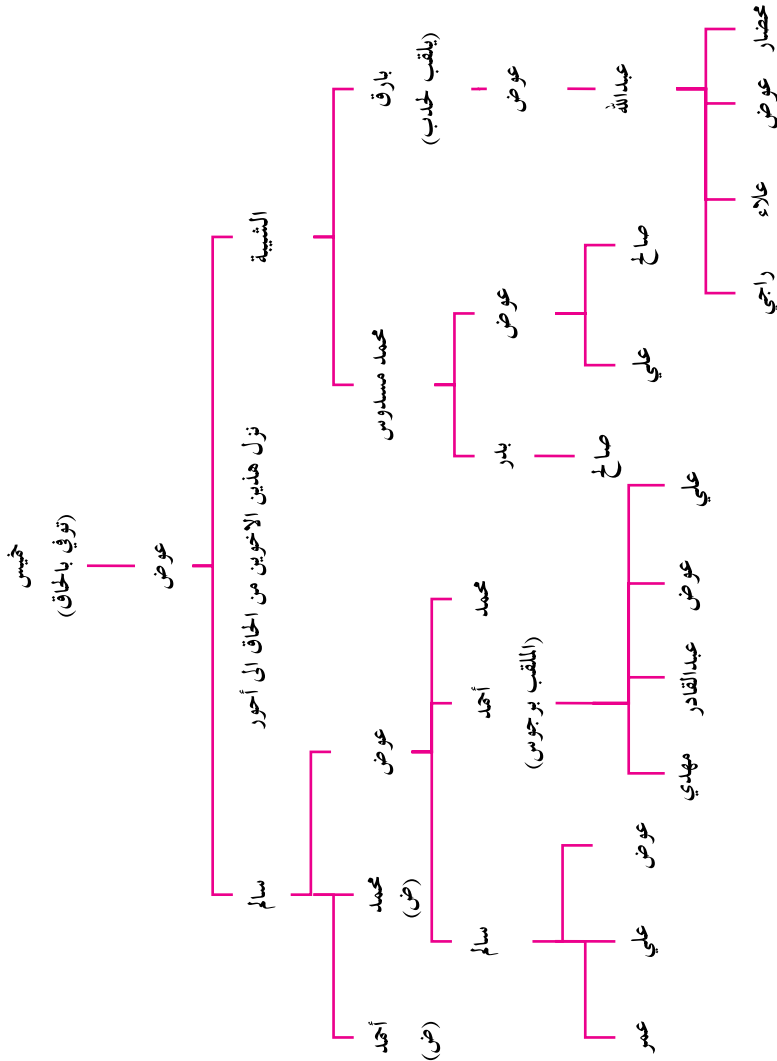 خميس
(توفي بالحاق)
عوض
الشيبة
نزل هذين الاخوين من الحاق الى أحور
سالم
بارق
(يلقب لحدب)
محمد مسدوس
عوض
محمد
(ض)
أحمد
(ض)
عوض
عوض
بدر
محمد
أحمد
(الملقب برجوس)
سالم
عبدالله
صالح
علي
صالح
علي
عوض
عبدالقادر
مهدي
عوض
علي
عمر
محضار
عوض
علاء
راجي